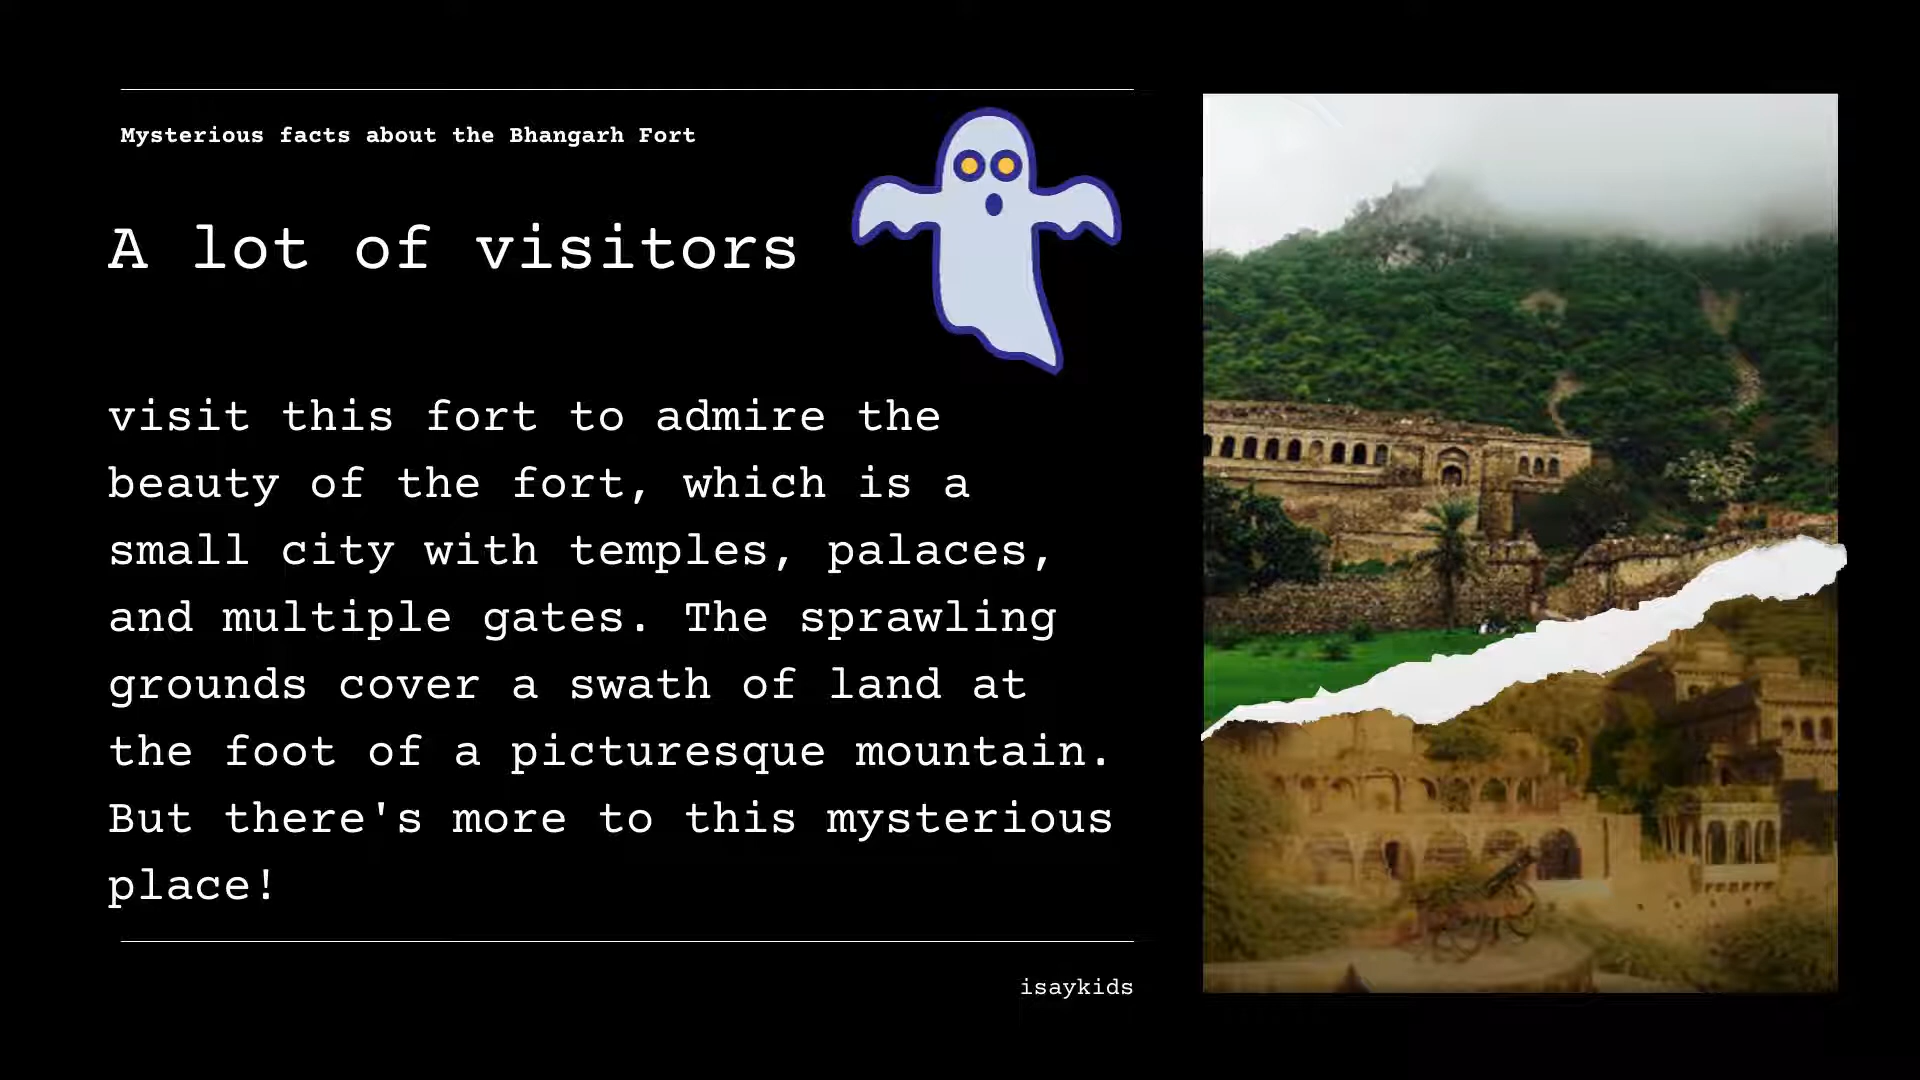 Mysterious facts about the Bhangarh Fort
A lot of visitors
visit this fort to admire the
beauty of the fort, which is a
small city with temples, palaces,
and multiple gates. The sprawling
grounds cover a swath of land at
the foot of a picturesque mountain.
But there's more to this mysterious
place!
isaykids